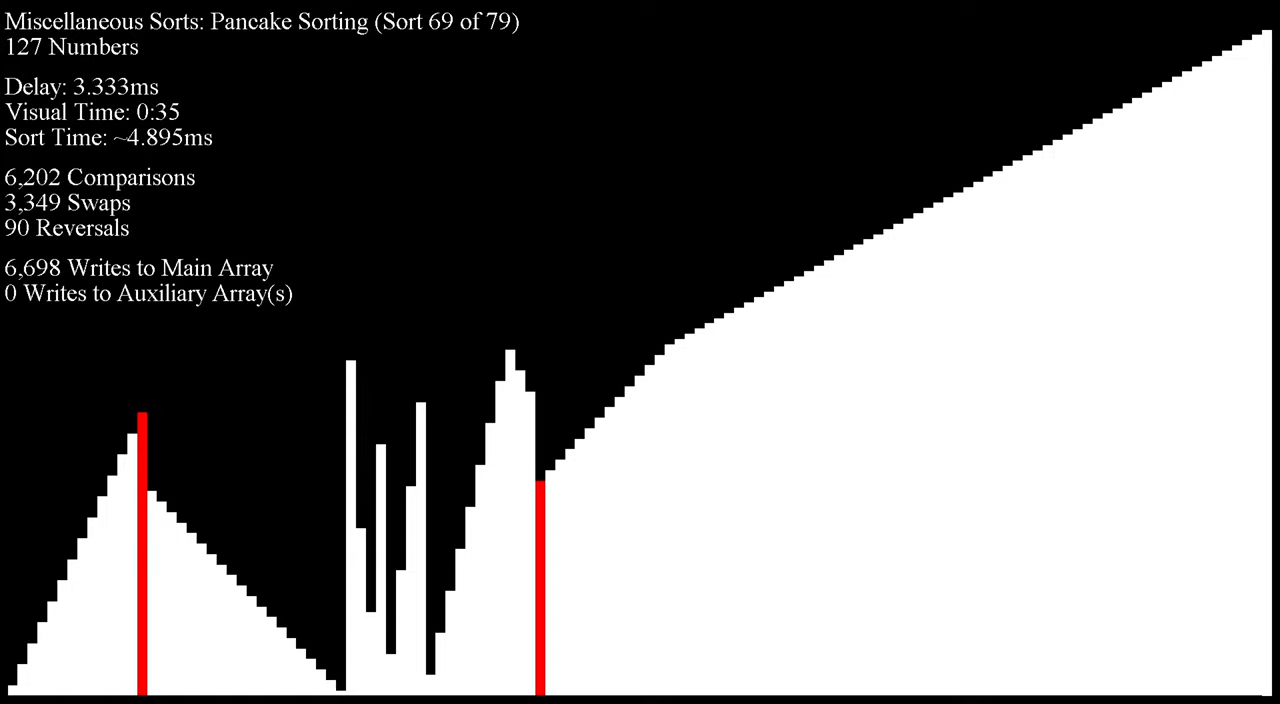 Miscellaneous Sorts: Pancake Sorting (Sort 69 of 79)
127 Numbers
Delay: 3.333ms
Visual Time: 0:35
Sort Time: ~4.895ms
6,202 Comparisons
3,349 Swaps
90 Reversals
6,698 Writes to Main Array
0 Writes to Auxiliary Array(s)